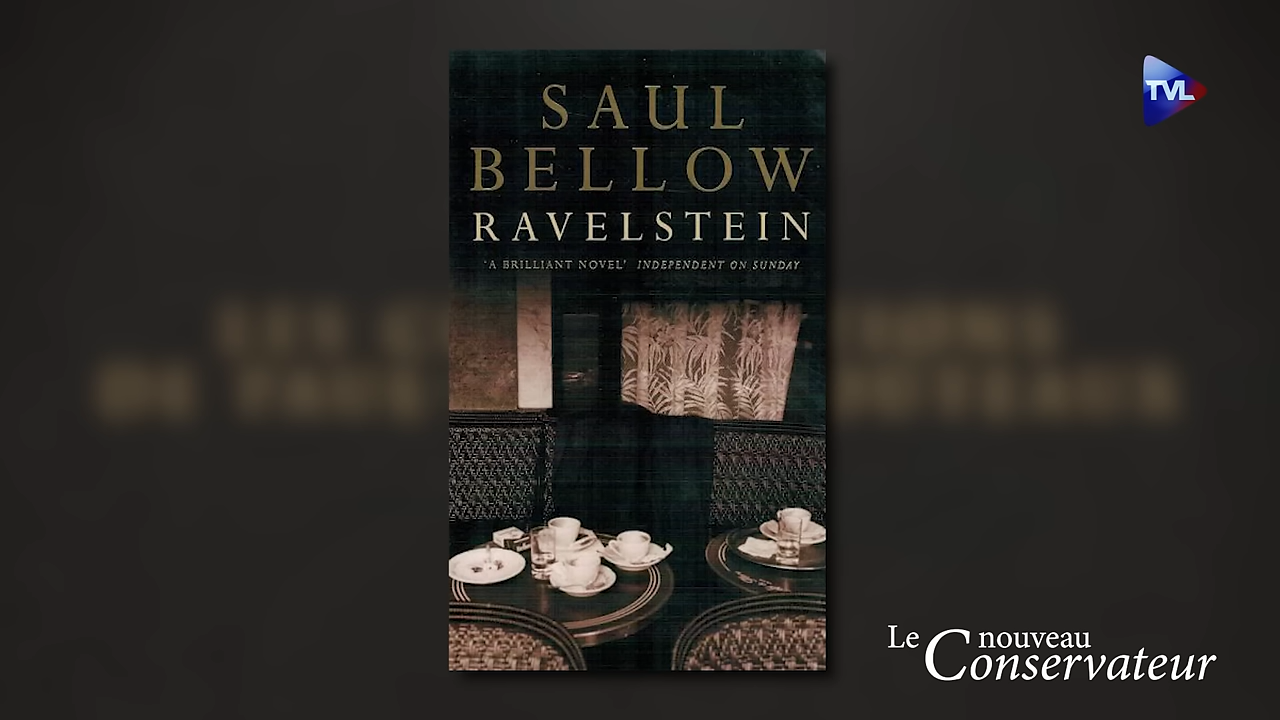 TVL
SAUL
BELLOW
RAVELSTEIN
'A BRILLIANT NOVEL' INDEPENDENT ON SUNDAY
Le nouveau
Conservateur